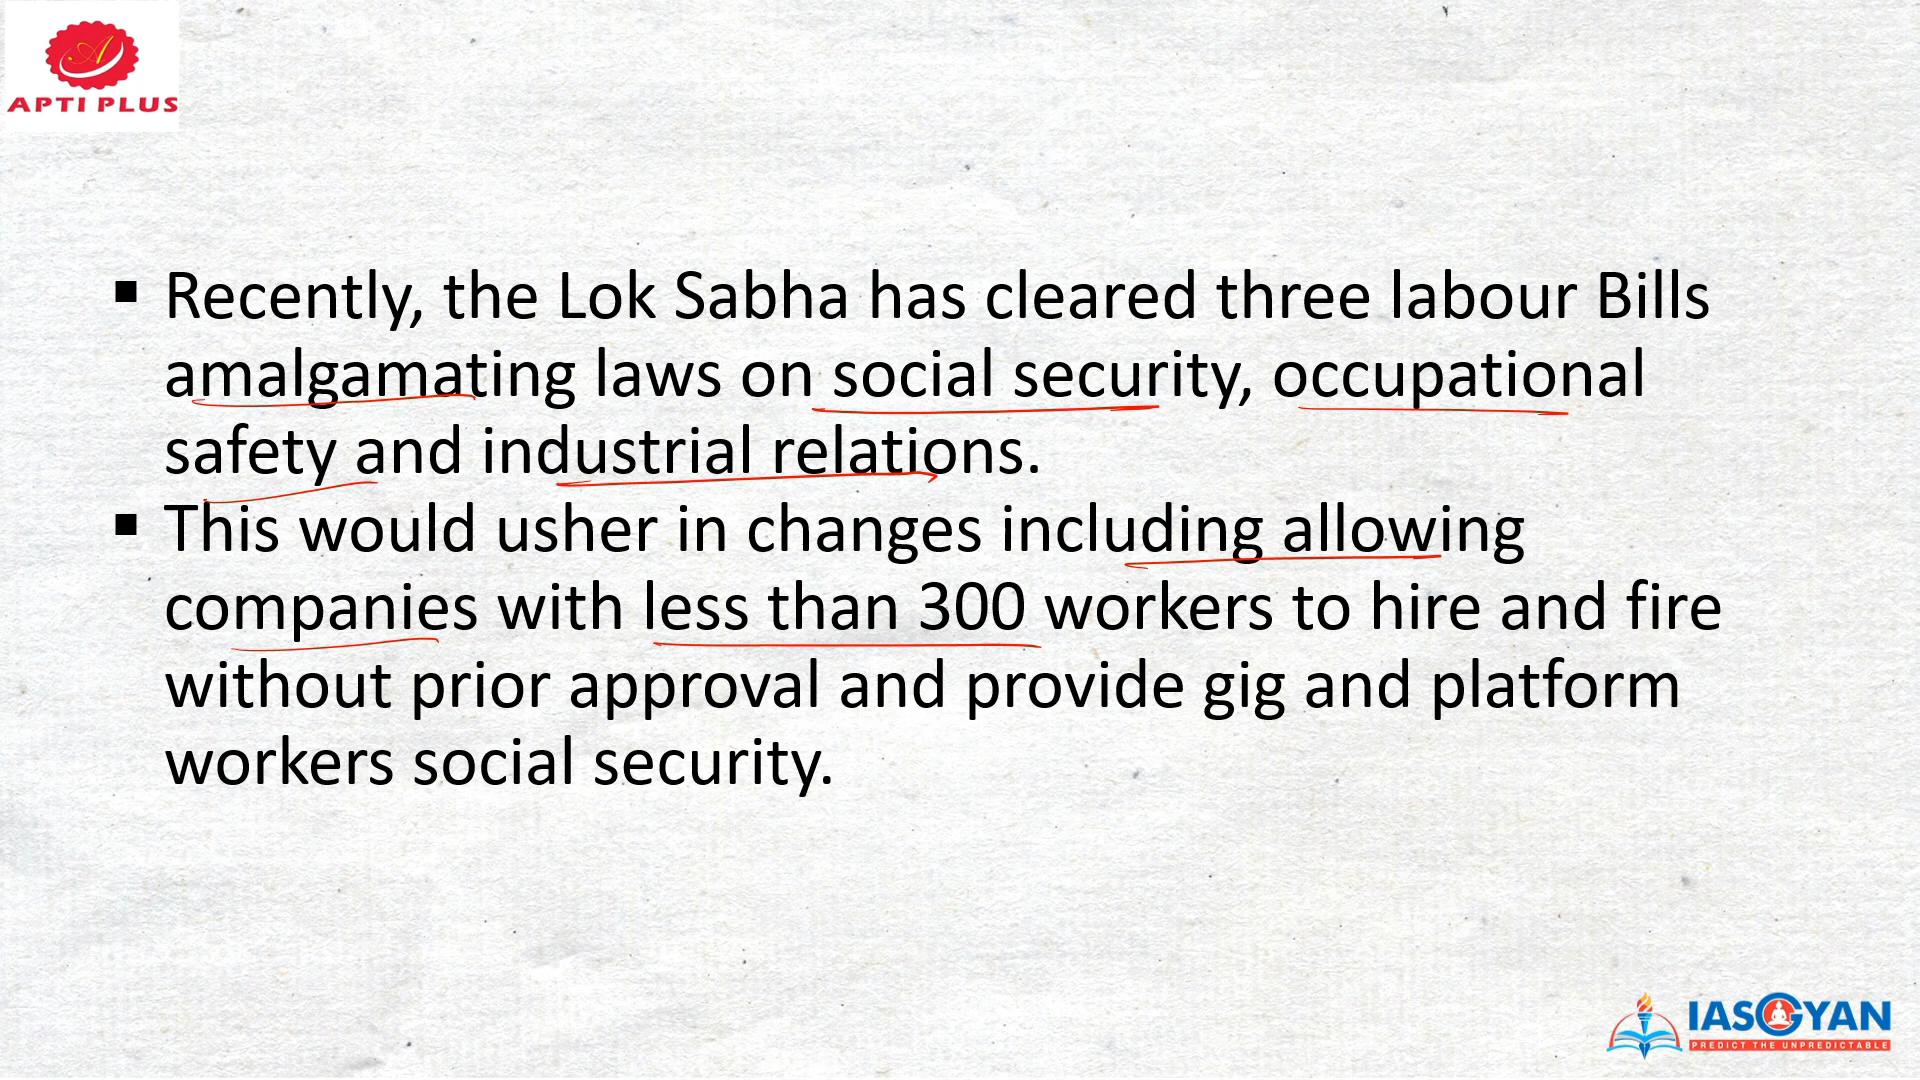 A
APTI PLUS
▪ Recently, the Lok Sabha has cleared three labour Bills
amalgamating laws on social security, occupational
safety and industrial relations.
▪ This would usher in changes including allowing
companies with less than 300 workers to hire and fire
without prior approval and provide gig and platform
workers social security.
IASGYAN
PREDICT THE UNPREDICTABLE